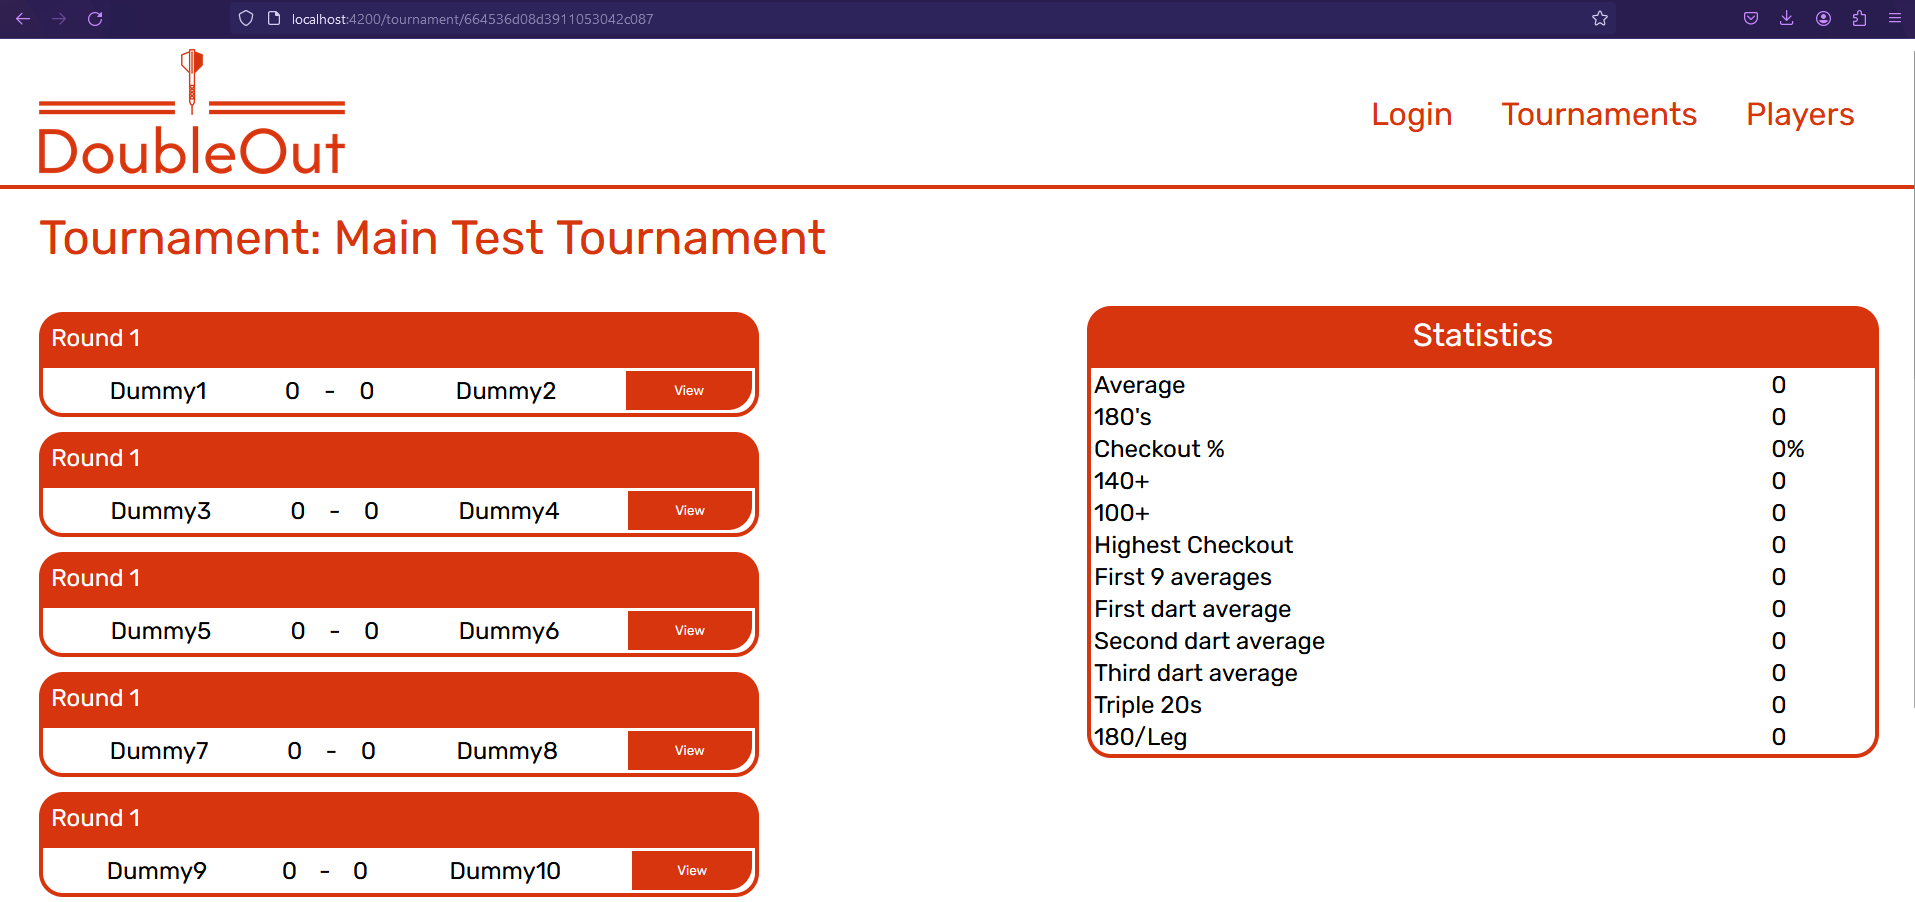 localhost:4200/tournament/664536d08d3911053042c087
DoubleOut
Login Tournaments Players
Tournament: Main Test Tournament
Round 1
Dummy1 0 - 0 Dummy2 View
Round 1
Dummy3 0 - 0 Dummy4 View
Round 1
Dummy5 0 - 0 Dummy6 View
Round 1
Dummy7 0 - 0 Dummy8 View
Round 1
Dummy9 0 - 0 Dummy10 View
Statistics
Average 0
180's 0
Checkout % 0%
140+ 0
100+ 0
Highest Checkout 0
First 9 averages 0
First dart average 0
Second dart average 0
Third dart average 0
Triple 20s 0
180/Leg 0